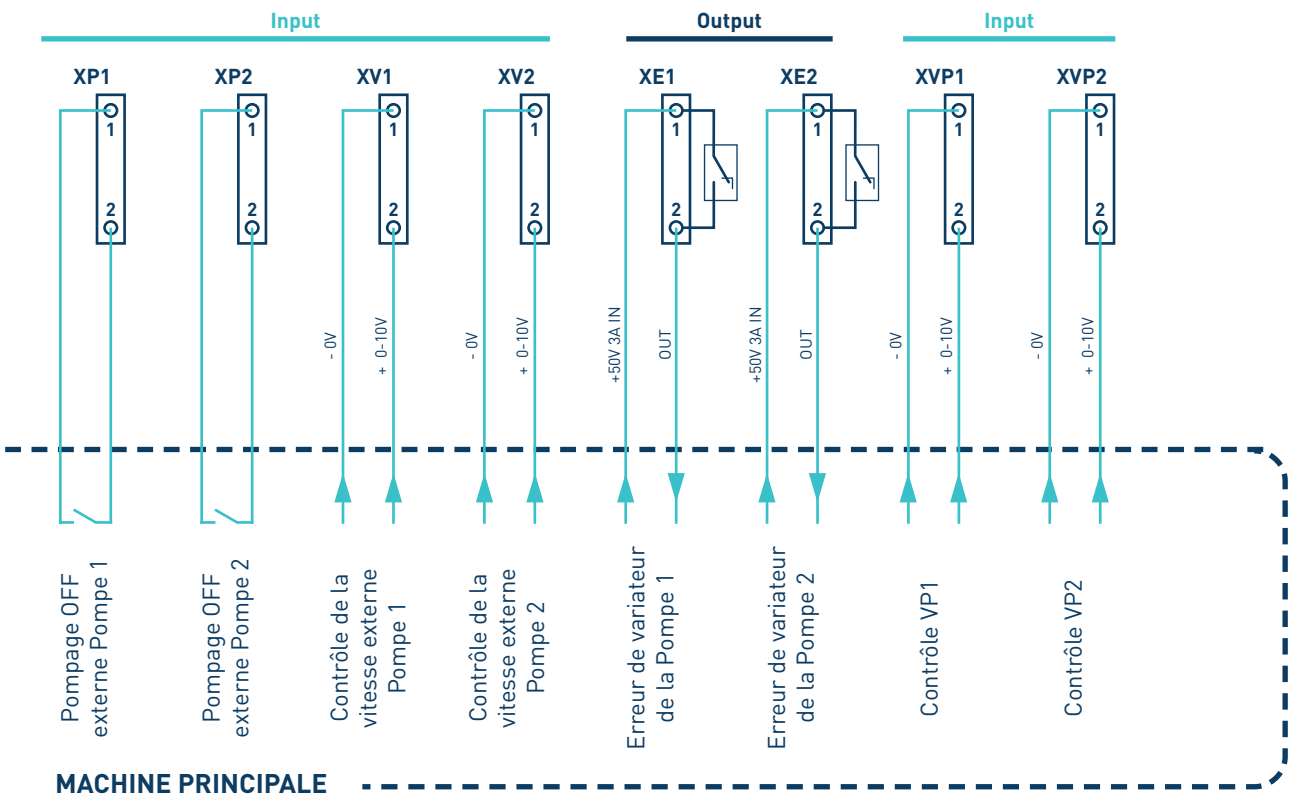 Input
Output
Input
XP1
XP2
XV1
XV2
XE1
XE2
XVP1
XVP2
1
1
1
1
1
1
1
1
2
2
2
2
2
2
2
2
- 0V
+ 0-10V
- 0V
+ 0-10V
+50V 3A IN
OUT
+50V 3A IN
OUT
- 0V
+ 0-10V
- 0V
+ 0-10V
Pompage OFF
externe Pompe 1
Pompage OFF
externe Pompe 2
Contrôle de la
vitesse externe
Pompe 1
Contrôle de la
vitesse externe
Pompe 2
Erreur de variateur
de la Pompe 1
Erreur de variateur
de la Pompe 2
Contrôle VP1
Contrôle VP2
MACHINE PRINCIPALE